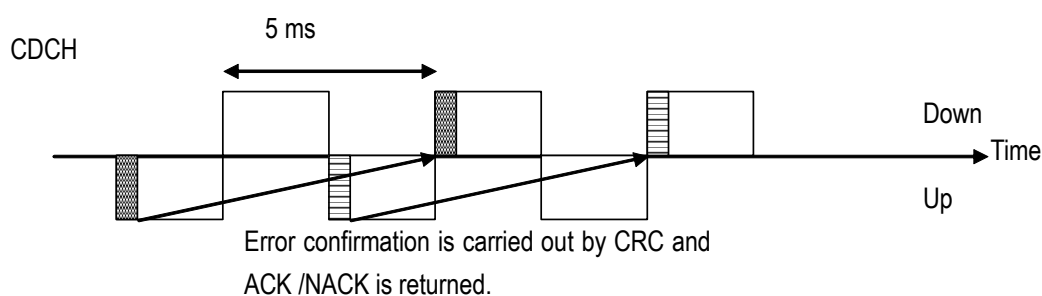 5 ms
CDCH
Down
Time
Up
Error confirmation is carried out by CRC and
ACK /NACK is returned.